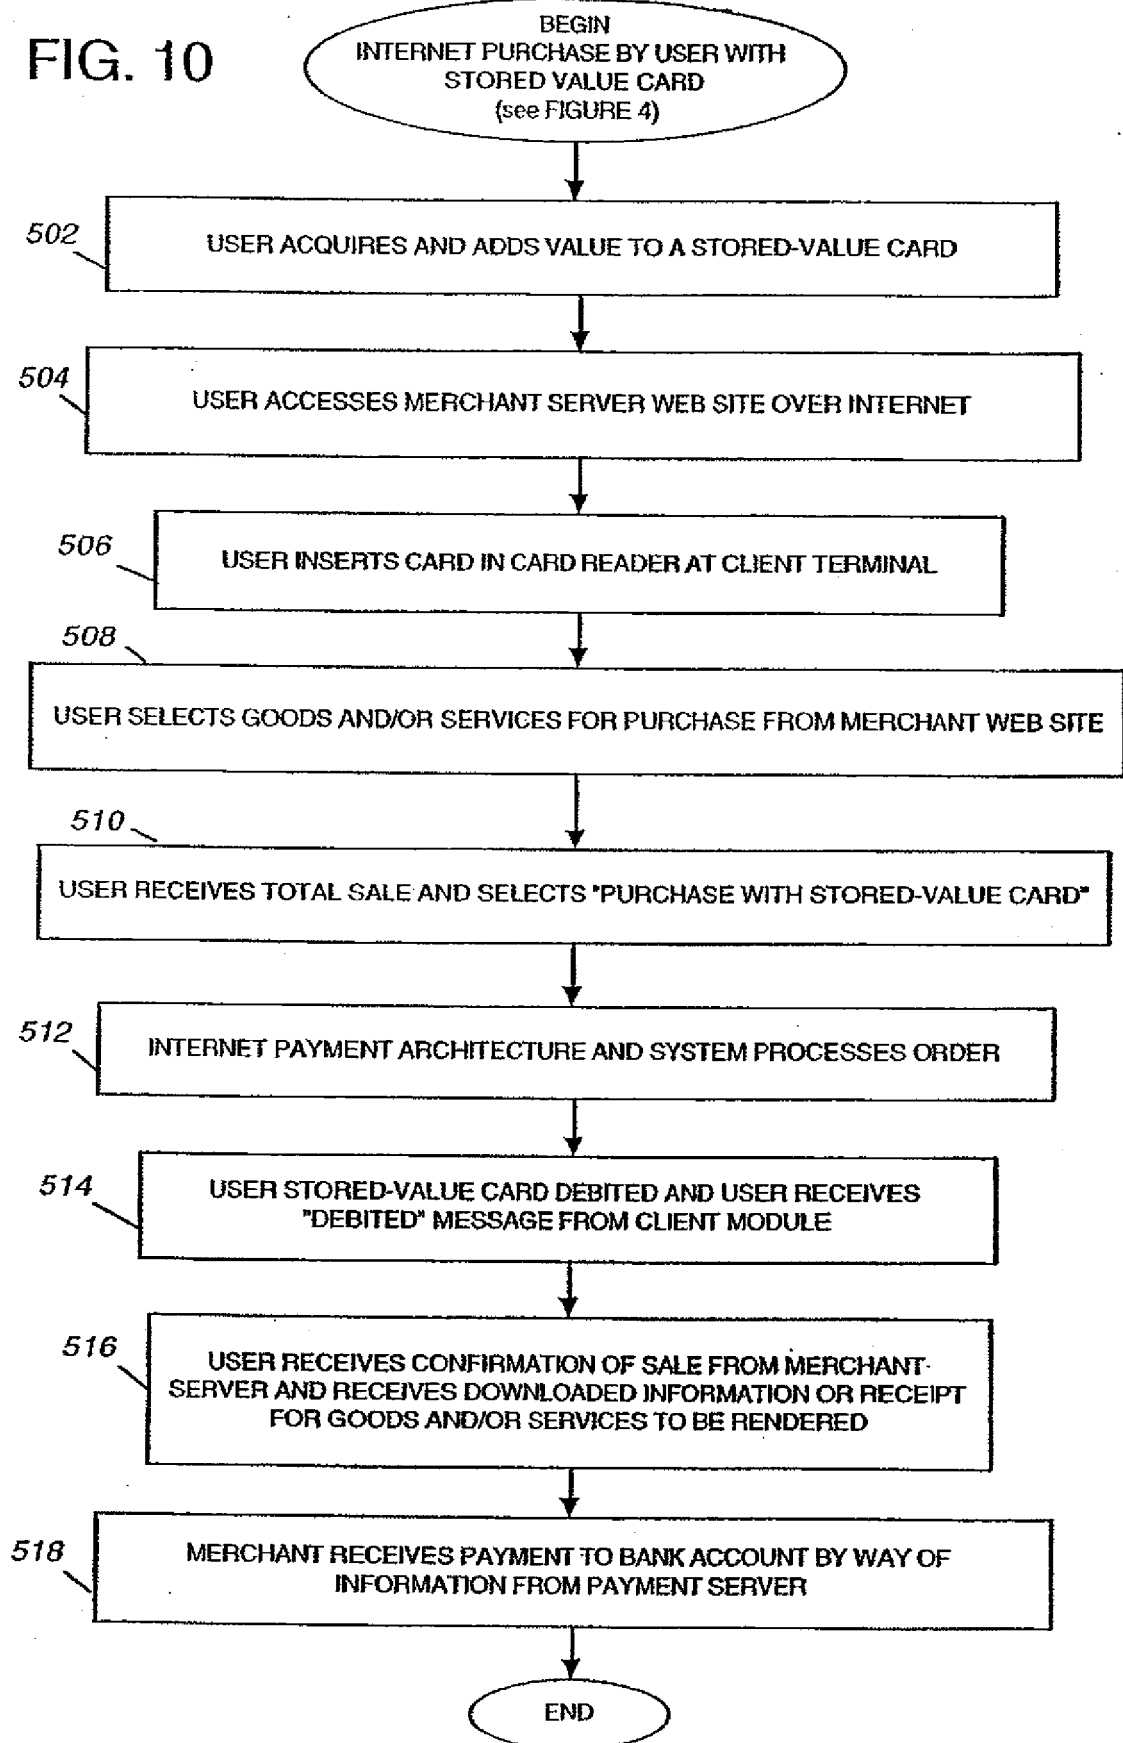 FIG. 10
BEGIN
INTERNET PURCHASE BY USER WITH
STORED VALUE CARD
(see FIGURE 4)
502
USER ACQUIRES AND ADDS VALUE TO A STORED-VALUE CARD
504
USER ACCESSES MERCHANT SERVER WEB SITE OVER INTERNET
506
USER INSERTS CARD IN CARD READER AT CLIENT TERMINAL
508
USER SELECTS GOODS AND/OR SERVICES FOR PURCHASE FROM MERCHANT WEB SITE
510
USER RECEIVES TOTAL SALE AND SELECTS "PURCHASE WITH STORED-VALUE CARD"
512
INTERNET PAYMENT ARCHITECTURE AND SYSTEM PROCESSES ORDER
514
USER STORED-VALUE CARD DEBITED AND USER RECEIVES
"DEBITED" MESSAGE FROM CLIENT MODULE
516
USER RECEIVES CONFIRMATION OF SALE FROM MERCHANT
SERVER AND RECEIVES DOWNLOADED INFORMATION OR RECEIPT
FOR GOODS AND/OR SERVICES TO BE RENDERED
518
MERCHANT RECEIVES PAYMENT TO BANK ACCOUNT BY WAY OF
INFORMATION FROM PAYMENT SERVER
END